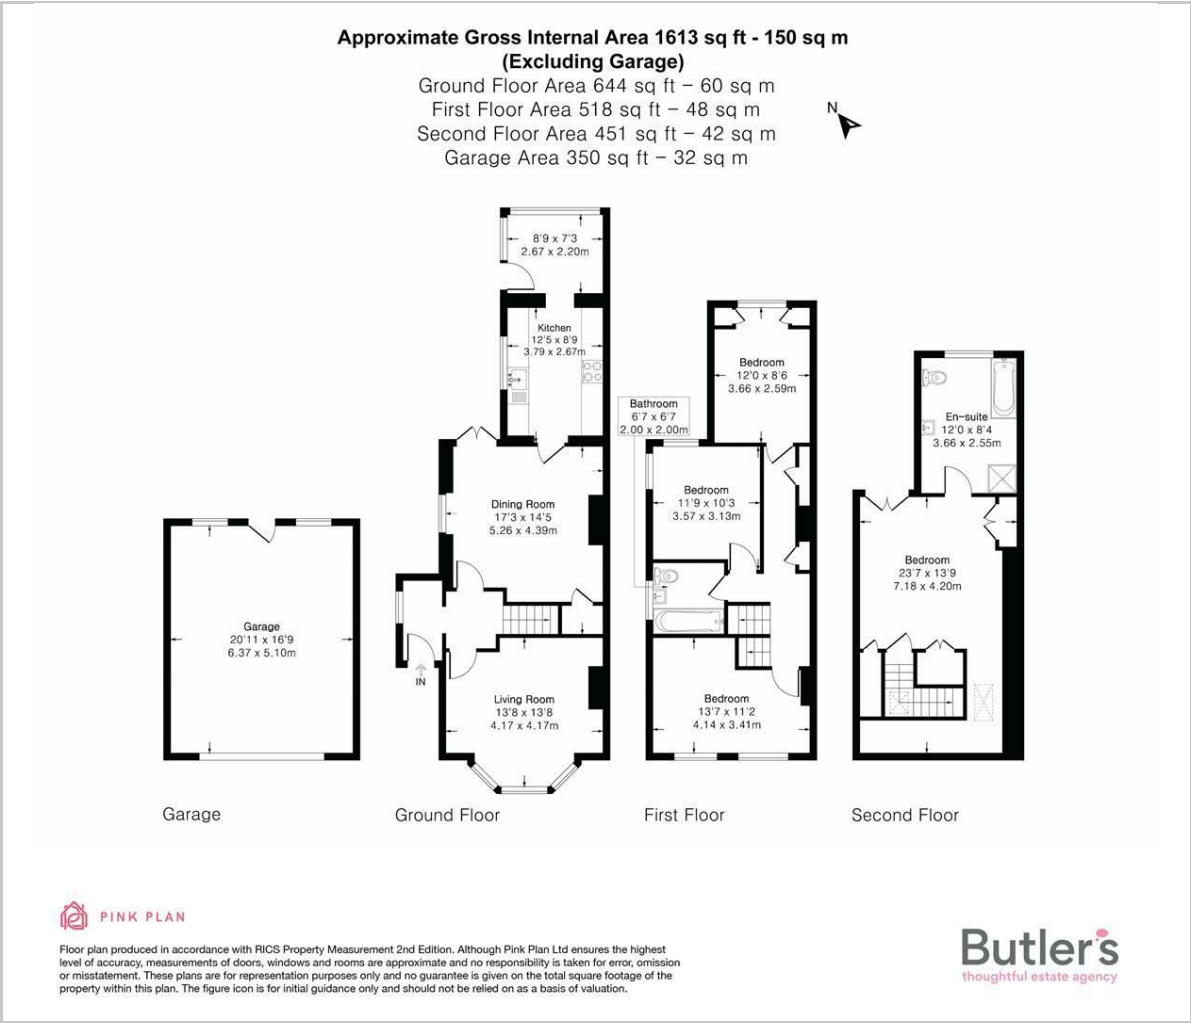 Approximate Gross Internal Area 1613 sq ft - 150 sq m
(Excluding Garage)
Ground Floor Area 644 sq ft – 60 sq m
First Floor Area 518 sq ft – 48 sq m
Second Floor Area 451 sq ft – 42 sq m
Garage Area 350 sq ft – 32 sq m
N
8'9 x 7'3
2.67 x 2.20m
Kitchen
12'5 x 8'9
3.79 x 2.67m
Dining Room
17'3 x 14'5
5.26 x 4.39m
IN
Living Room
13'8 x 13'8
4.17 x 4.17m
Garage
20'11 x 16'9
6.37 x 5.10m
Bedroom
12'0 x 8'6
3.66 x 2.59m
Bathroom
6'7 x 6'7
2.00 x 2.00m
Bedroom
11'9 x 10'3
3.57 x 3.13m
Bedroom
13'7 x 11'2
4.14 x 3.41m
En-suite
12'0 x 8'4
3.66 x 2.55m
Bedroom
23'7 x 13'9
7.18 x 4.20m
Garage
Ground Floor
First Floor
Second Floor
PINK PLAN
Floor plan produced in accordance with RICS Property Measurement 2nd Edition. Although Pink Plan Ltd ensures the highest
level of accuracy, measurements of doors, windows and rooms are approximate and no responsibility is taken for error, omission
or misstatement. These plans are for representation purposes only and no guarantee is given on the total square footage of the
property within this plan. The figure icon is for initial guidance only and should not be relied on as a basis of valuation.
Butler's
thoughtful estate agency